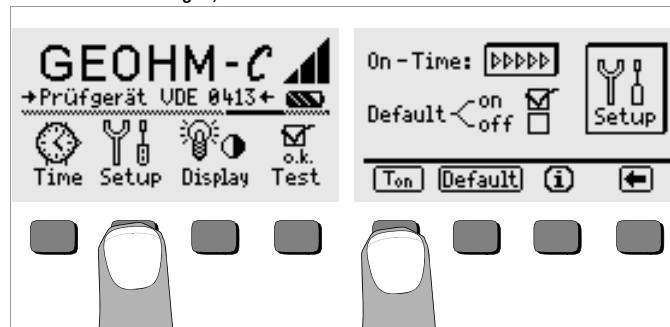 GEOHM-C
→Prüfgerät VDE 0413←
Time Setup Display o.k. Test
On-Time: ▷▷▷▷▷
Default on
off
Setup
Ton Default i